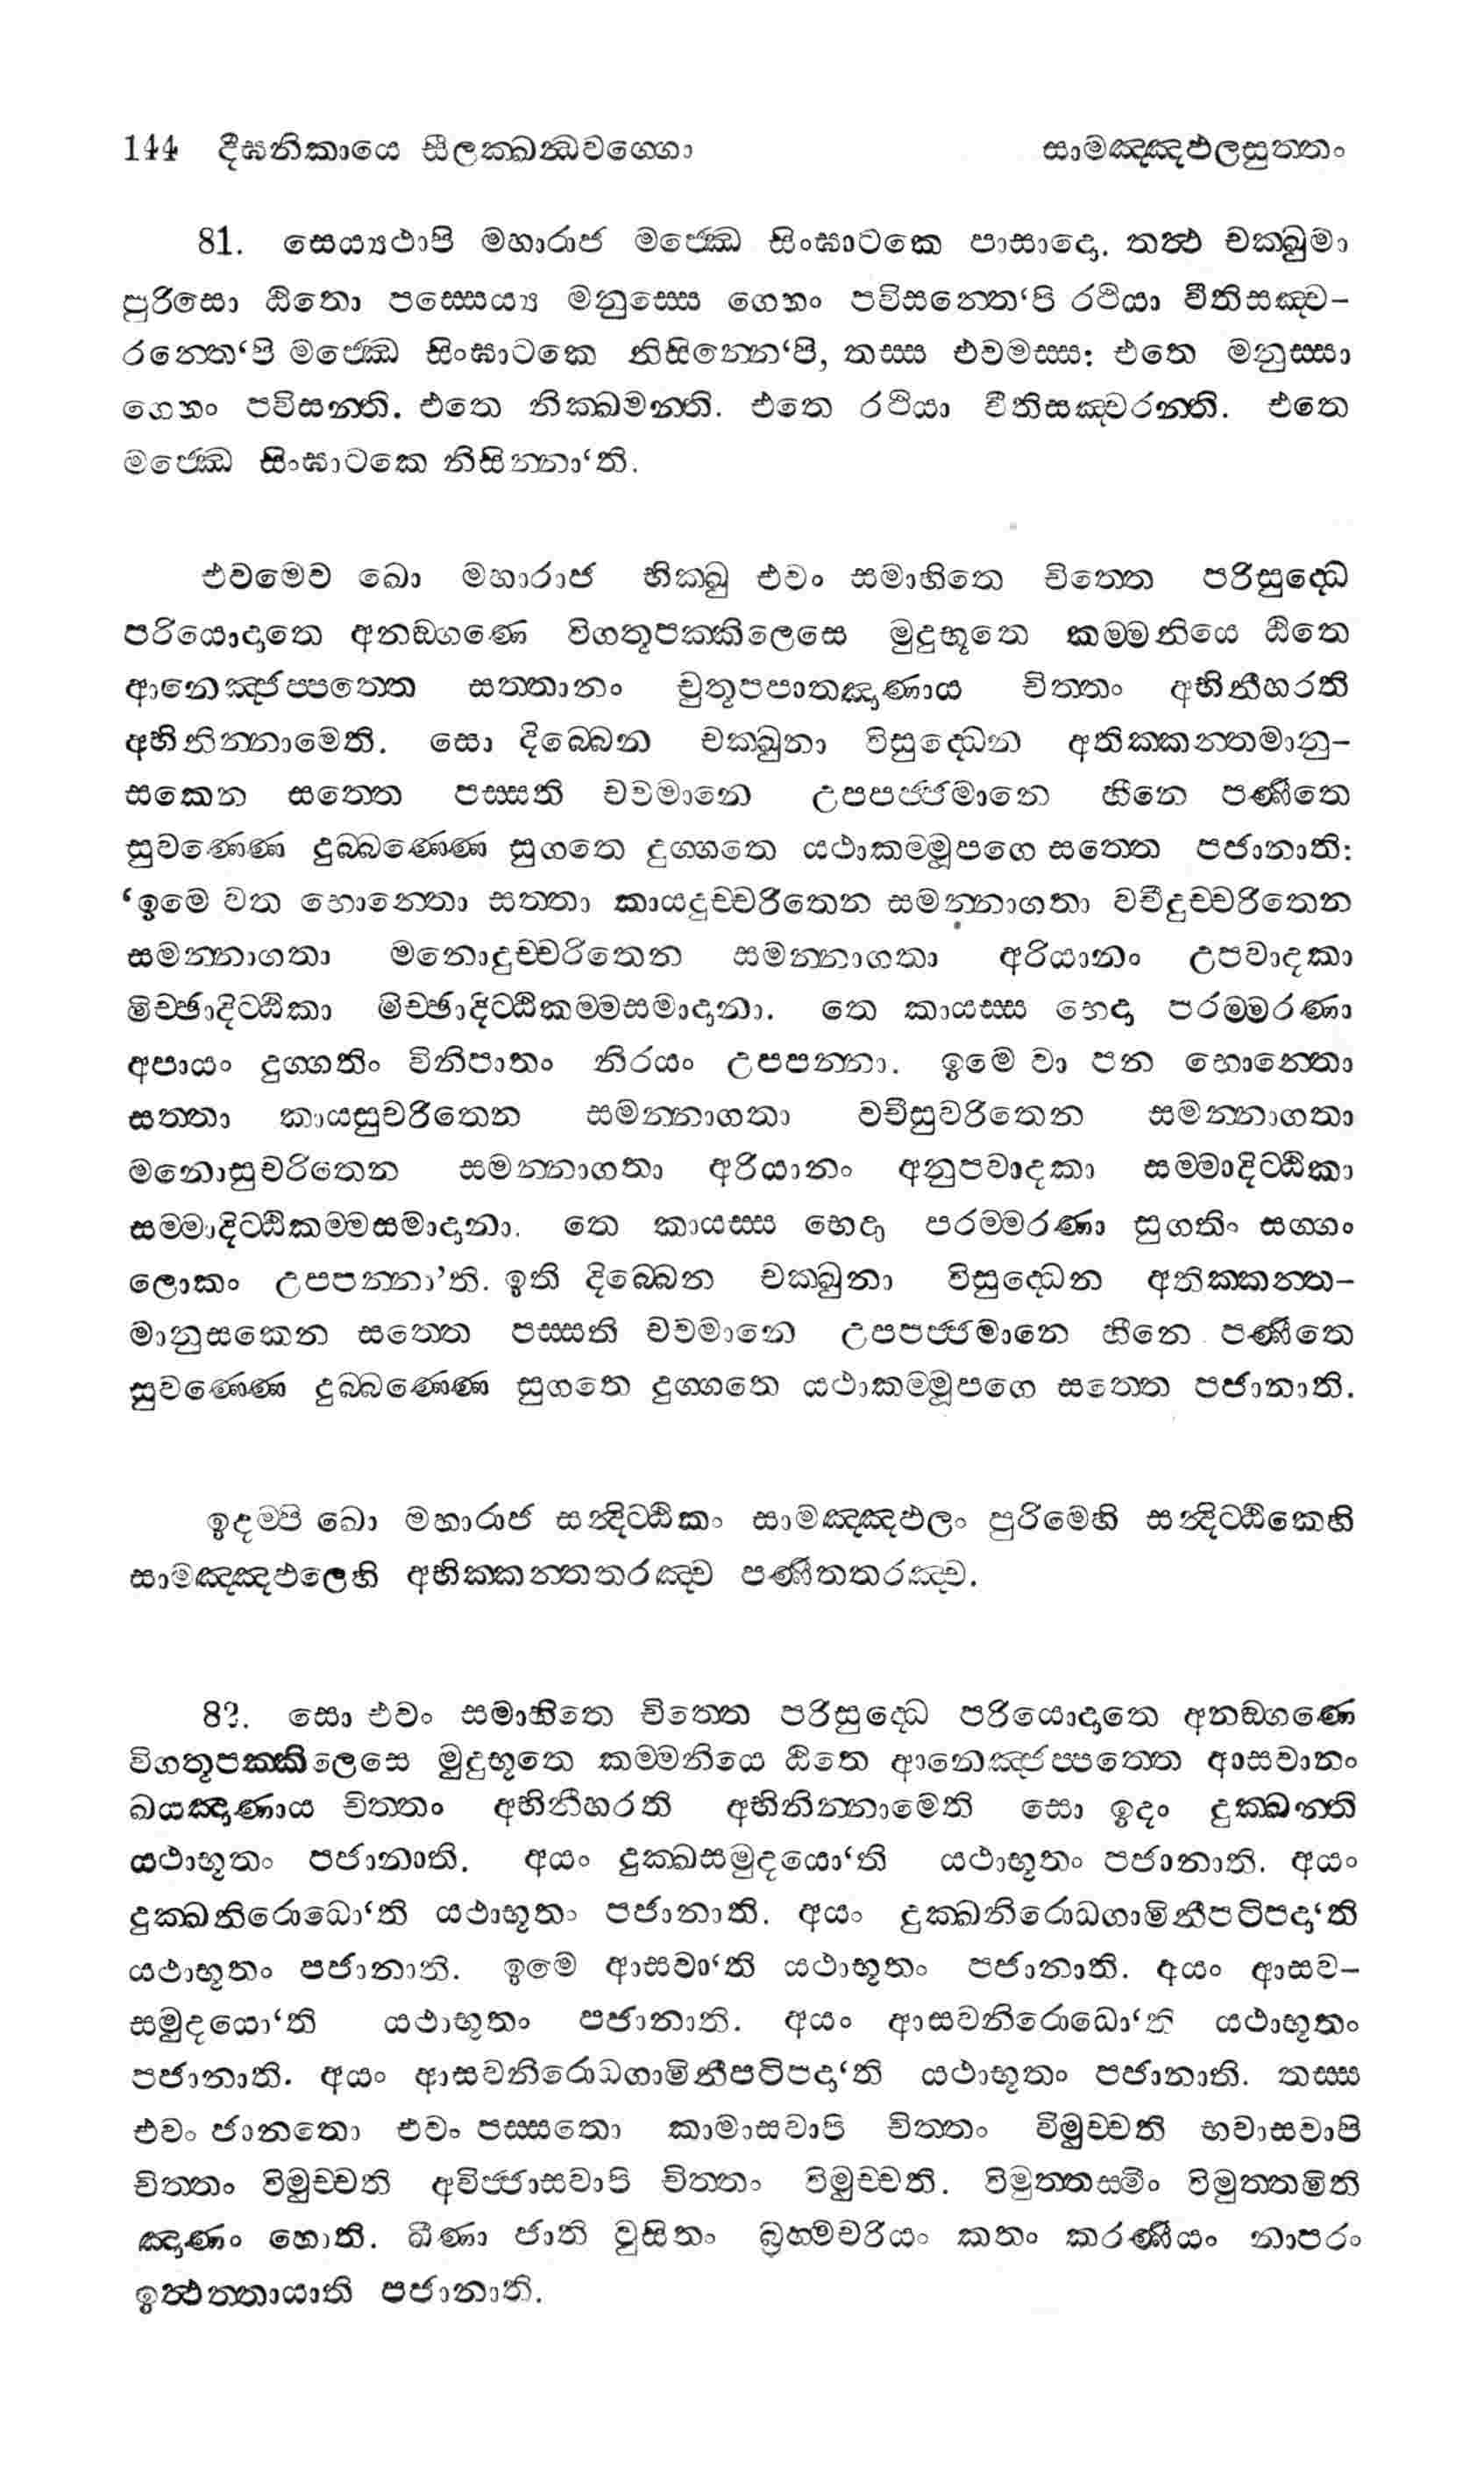 144 දීඝනිකායෙ සීලක්ඛන්ධවග්ගො සාමඤ්ඤඵලසුත්තං
81. සෙය්‍යථාපි මහාරාජ මජ්ඣෙ සිංඝාටකෙ පාසාදො. තත්‍ථ චක්ඛුමා
පුරිසො ඨිතො පස්සෙය්‍ය මනුස්සෙ ගෙහං පවිසන්තෙ‘පි රථියා වීතිසඤ්ච-
රන්තෙ‘පි මජ්ඣෙ සිංඝාටකෙ නිසින්නෙ‘පි, තස්ස එවමස්ස: එතෙ මනුස්සා
ගෙහං පවිසන්ති. එතෙ නික්ඛමන්ති. එතෙ රථියා වීතිසඤ්චරන්ති. එතෙ
මජ්ඣෙ සිංඝාටකෙ නිසින්නා‘ති.
එවමෙව ඛො මහාරාජ භික්ඛු එවං සමාහිතෙ චිත්තෙ පරිසුද්ධෙ
පරියොදාතෙ අනඞ්ගණෙ විගතූපක්කිලෙසෙ මුදුභූතෙ කම්මනියෙ ඨිතෙ
ආනෙඤ්ජප්පත්තෙ සත්තානං චුතූපපාතඤාණාය චිත්තං අභිනීහරති
අභිනින්නාමෙති. සො දිබ්බෙන චක්ඛුනා විසුද්ධෙන අතික්කන්තමානු-
සකෙන සත්තෙ පස්සති චවමානෙ උපපජ්ජමානෙ හීනෙ පණීතෙ
සුවණ්ණෙ දුබ්බණ්ණෙ සුගතෙ දුග්ගතෙ යථාකම්මූපගෙ සත්තෙ පජානාති:
‘ඉමෙ වත හොන්තො සත්තා කායදුච්චරිතෙන සමන්නාගතා වචීදුච්චරිතෙන
සමන්නාගතා මනොදුච්චරිතෙන සමන්නාගතා අරියානං උපවාදකා
මිච්ඡාදිට්ඨිකා මිච්ඡාදිට්ඨිකම්මසමාදානා. තෙ කායස්ස භෙදා පරම්මරණා
අපායං දුග්ගතිං විනිපාතං නිරයං උපපන්නා. ඉමෙ වා පන භොන්තො
සත්තා කායසුචරිතෙන සමන්නාගතා වචීසුචරිතෙන සමන්නාගතා
මනොසුචරිතෙන සමන්නාගතා අරියානං අනුපවාදකා සම්මාදිට්ඨිකා
සම්මාදිට්ඨිකම්මසමාදානා. තෙ කායස්ස භෙදා පරම්මරණා සුගතිං සග්ගං
ලොකං උපපන්නා’ති. ඉති දිබ්බෙන චක්ඛුනා විසුද්ධෙන අතික්කන්ත-
මානුසකෙන සත්තෙ පස්සති චවමානෙ උපපජ්ජමානෙ හීනෙ පණීතෙ
සුවණ්ණෙ දුබ්බණ්ණෙ සුගතෙ දුග්ගතෙ යථාකම්මූපගෙ සත්තෙ පජානාති.
ඉදම්පි ඛො මහාරාජ සන්දිට්ඨිකං සාමඤ්ඤඵලං පුරිමෙහි සන්දිට්ඨිකෙහි
සාමඤ්ඤඵලෙහි අභික්කන්තතරඤ්ච පණීතතරඤ්ච.
82. සො එවං සමාහිතෙ චිත්තෙ පරිසුද්ධෙ පරියොදාතෙ අනඞ්ගණෙ
විගතූපක්කිලෙසෙ මුදුභූතෙ කම්මනියෙ ඨිතෙ ආනෙඤ්ජප්පත්තෙ ආසවානං
ඛයඤාණාය චිත්තං අභිනීහරති අභිනින්නාමෙති සො ඉදං දුක්ඛන්ති
යථාභූතං පජානාති. අයං දුක්ඛසමුදයො‘ති යථාභූතං පජානාති. අයං
දුක්ඛනිරොධො‘ති යථාභූතං පජානාති. අයං දුක්ඛනිරොධගාමිනීපටිපදා‘ති
යථාභූතං පජානාති. ඉමෙ ආසවා‘ති යථාභූතං පජානාති. අයං ආසව-
සමුදයො‘ති යථාභූතං පජානාති. අයං ආසවනිරොධො‘ති යථාභූතං
පජානාති. අයං ආසවනිරොධගාමිනීපටිපදා‘ති යථාභූතං පජානාති. තස්ස
එවං ජානතො එවං පස්සතො කාමාසවාපි චිත්තං විමුච්චති භවාසවාපි
චිත්තං විමුච්චති අවිජ්ජාසවාපි චිත්තං විමුච්චති. විමුත්තස්මිං විමුත්තමිති
ඤාණං හොති. ඛීණා ජාති වුසිතං බ්‍රහ්මචරියං කතං කරණීයං නාපරං
ඉත්‍ථත්තායාති පජානාති.